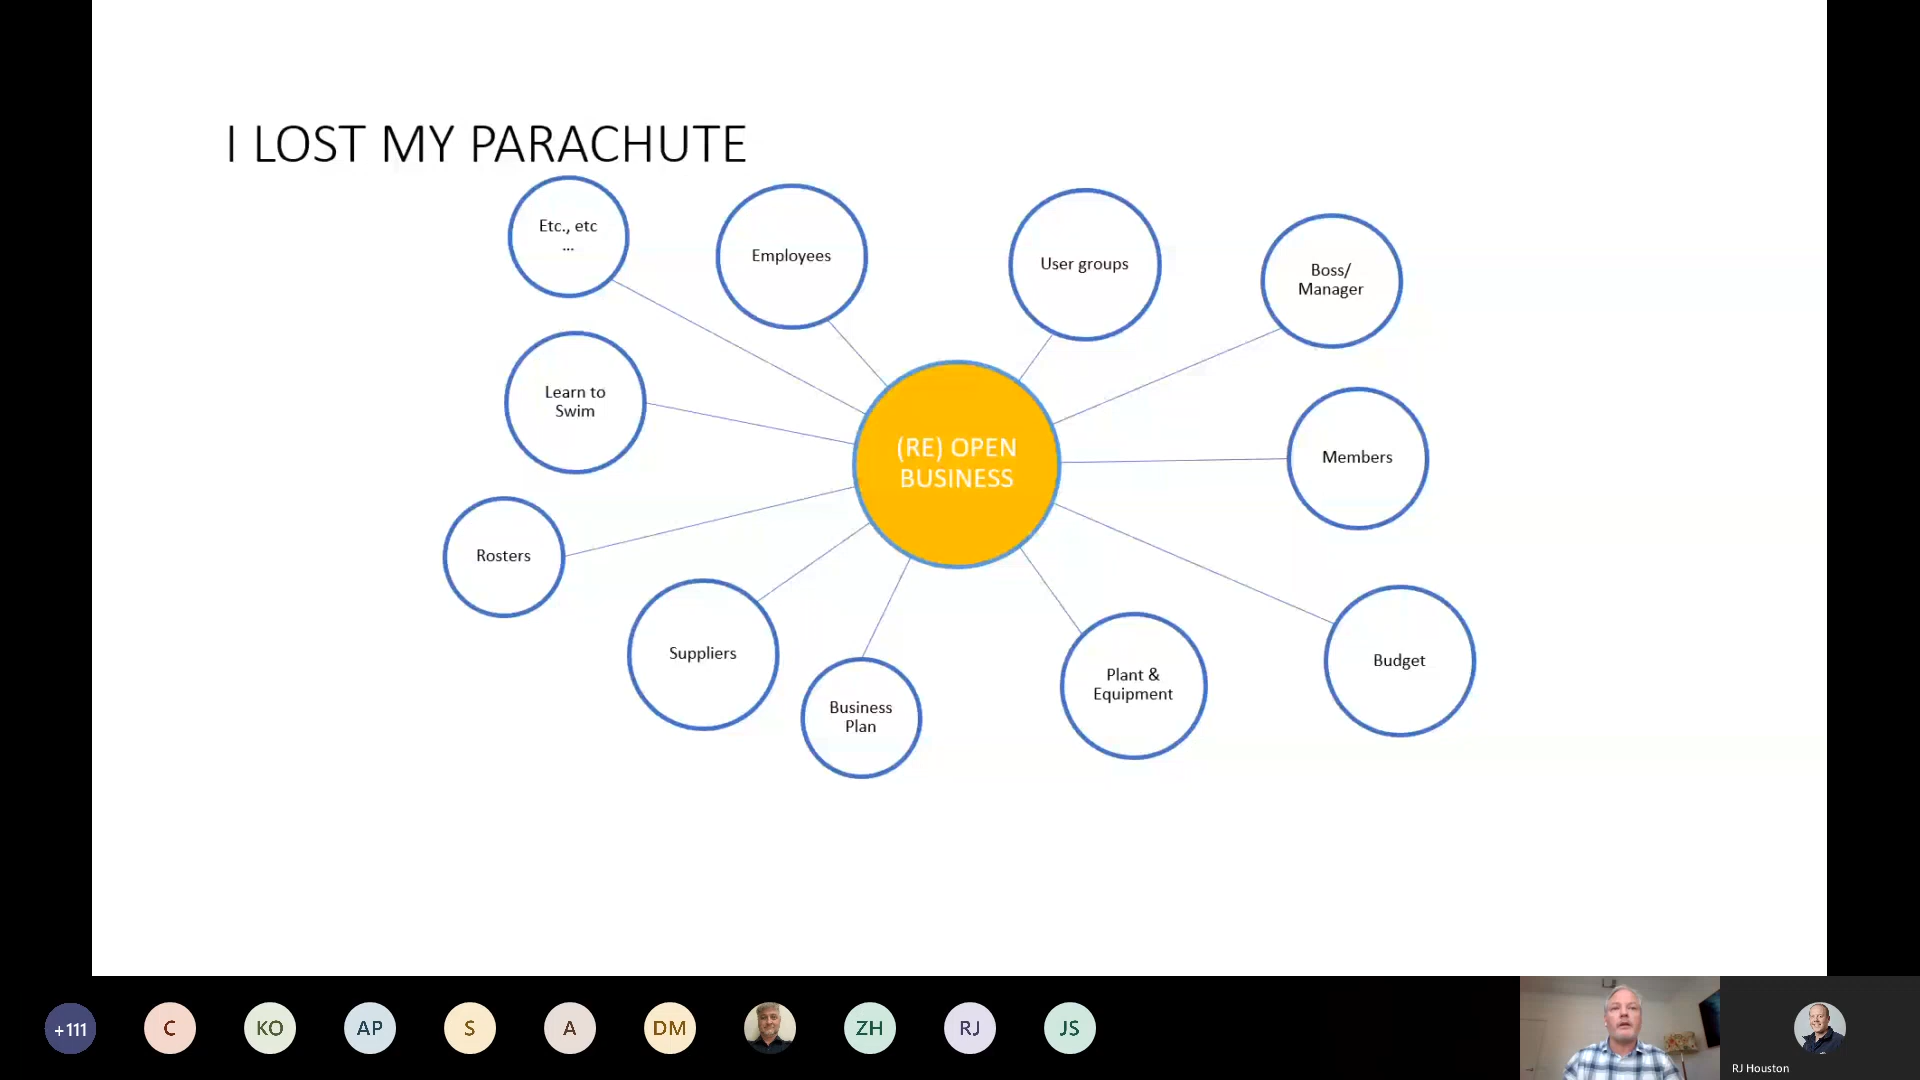 I LOST MY PARACHUTE
Etc., etc
...
Employees
User groups
Boss/
Manager
Learn to
Swim
(RE) OPEN
BUSINESS
Members
Rosters
Suppliers
Business
Plan
Plant &
Equipment
Budget
+111
C
KO
AP
S
A
DM
ZH
RJ
JS
RJ Houston